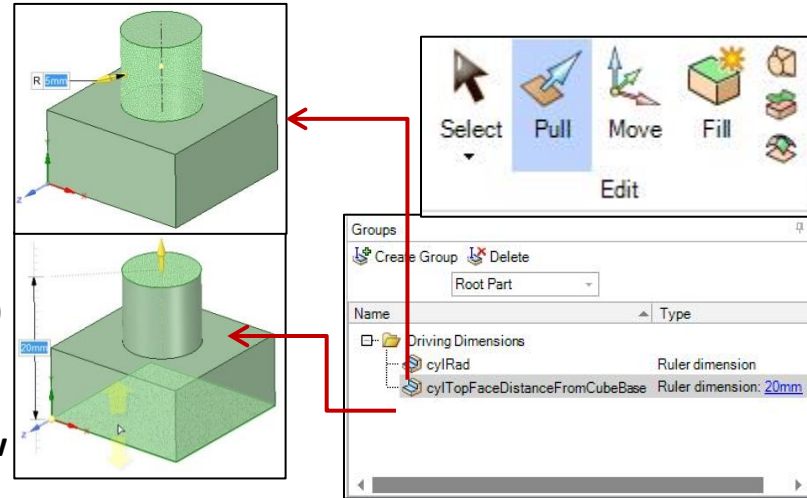 R 5mm
Y
Z
X
20mm
Z
X
)
w
Select Pull Move Fill
Edit
Groups
Create Group Delete
Root Part
Name Type
Driving Dimensions
cylRad Ruler dimension
cylTopFaceDistanceFromCubeBase Ruler dimension: 20mm